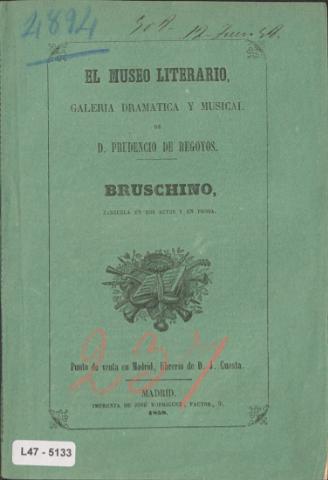 4894
EL MUSEO LITERARIO,
GALERIA DRAMATICA Y MUSICAL
DE
D. PRUDENCIO DE REGOYOS.
BRUSCHINO,
ZARZUELA EN DOS ACTOS Y EN PROSA.
237
Punto de venta en Madrid, librería de D. J. Cuesta.
MADRID.
IMPRENTA DE JOSÉ RODRIGUEZ, FACTOR, 9.
L47 - 5133